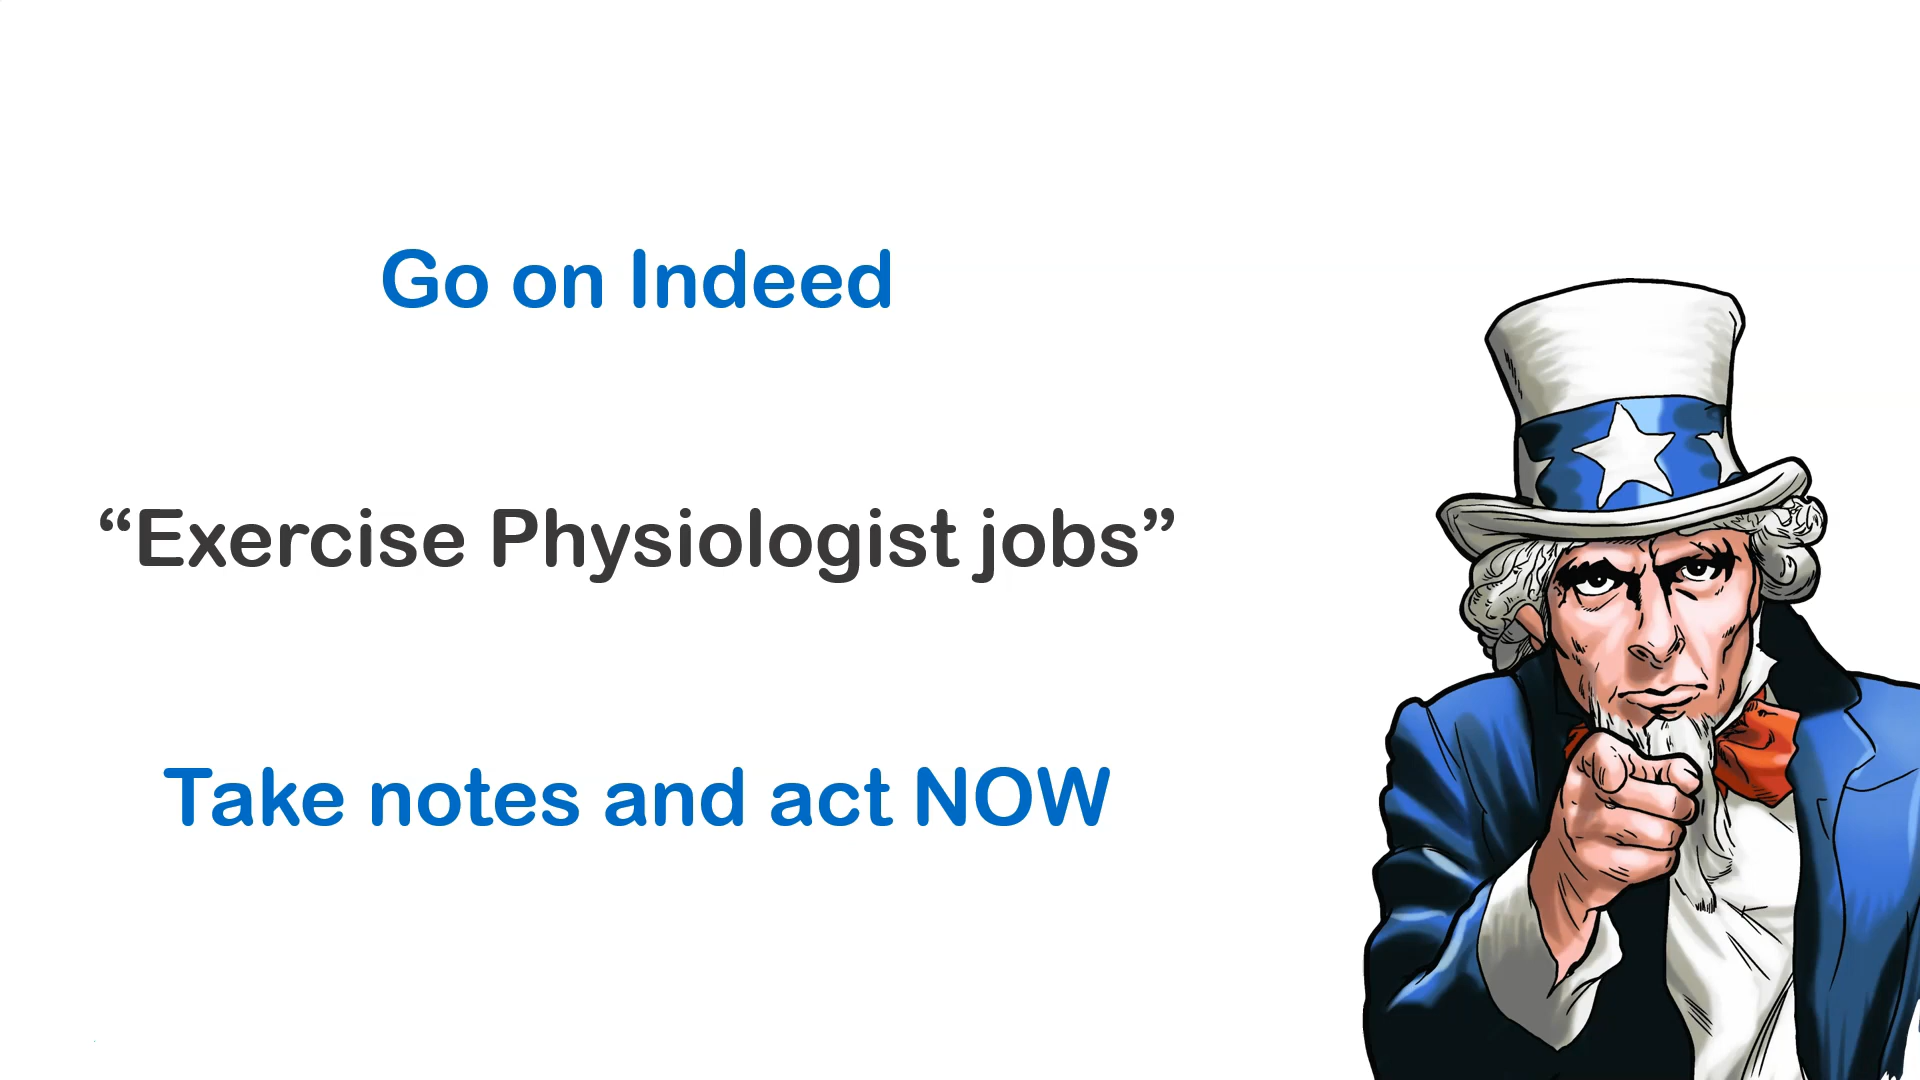 Go on Indeed
“Exercise Physiologist jobs”
Take notes and act NOW